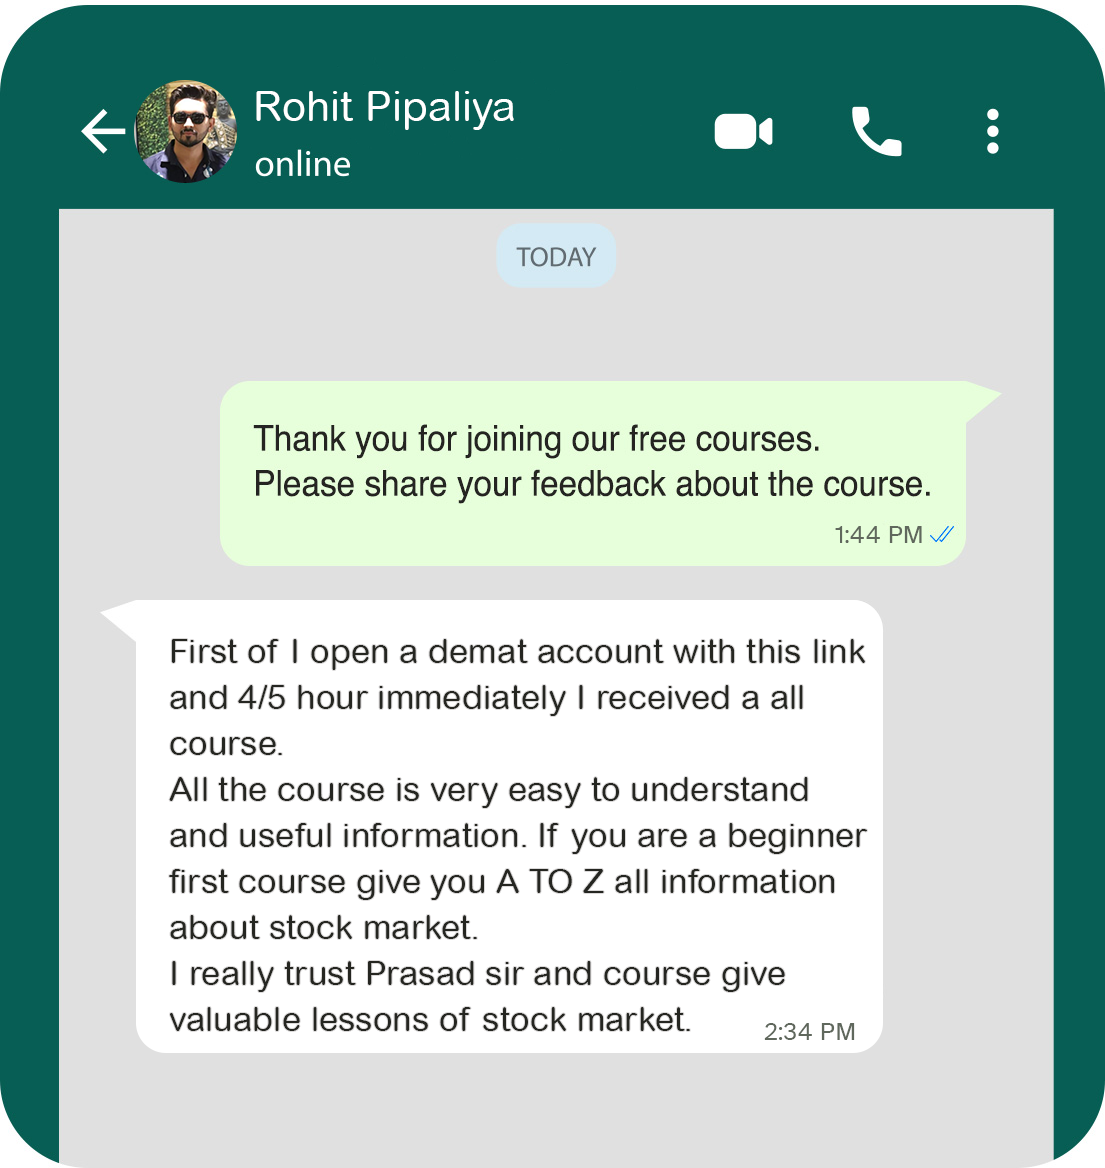 Rohit Pipaliya
online
TODAY
Thank you for joining our free courses.
Please share your feedback about the course.
1:44 PM
First of I open a demat account with this link
and 4/5 hour immediately I received a all
course.
All the course is very easy to understand
and useful information. If you are a beginner
first course give you A TO Z all information
about stock market.
I really trust Prasad sir and course give
valuable lessons of stock market.
2:34 PM